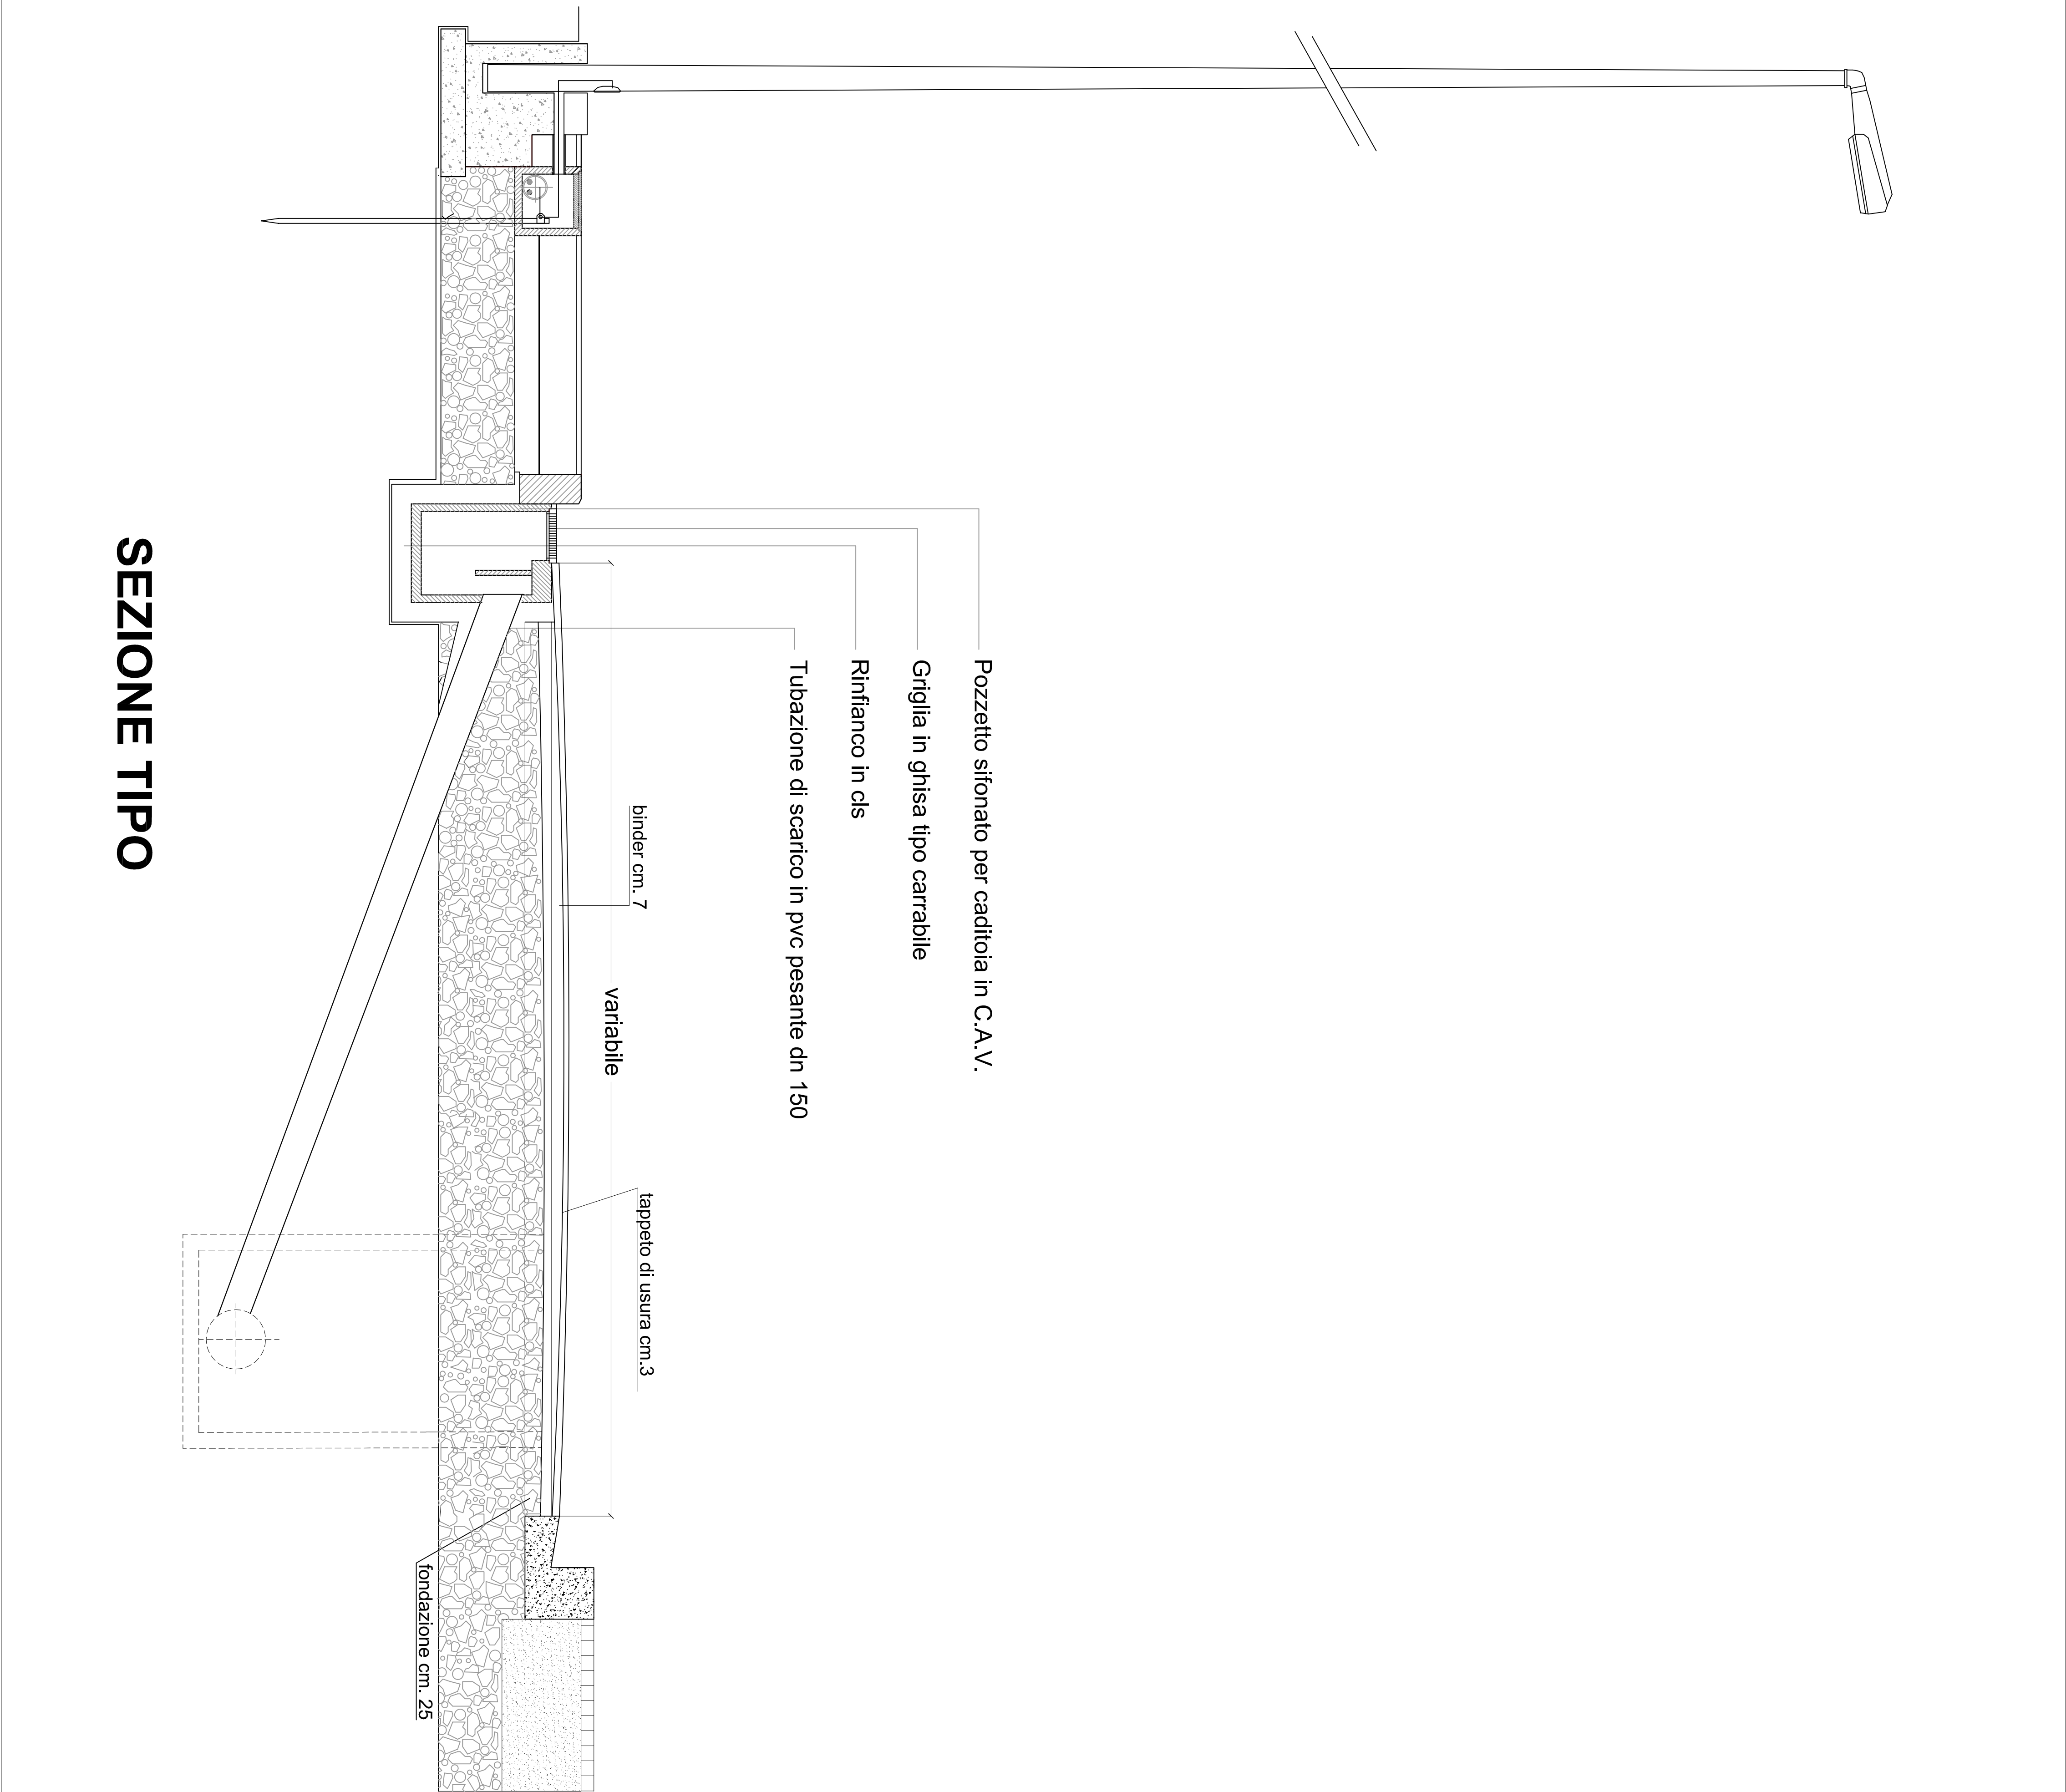 Pozzetto sifonato per caditoia in C.A.V.
Griglia in ghisa tipo carrabile
Rinfianco in cls
Tubazione di scarico in pvc pesante dn 150
binder cm. 7
tappeto di usura cm.3
variabile
fondazione cm. 25
SEZIONE TIPO